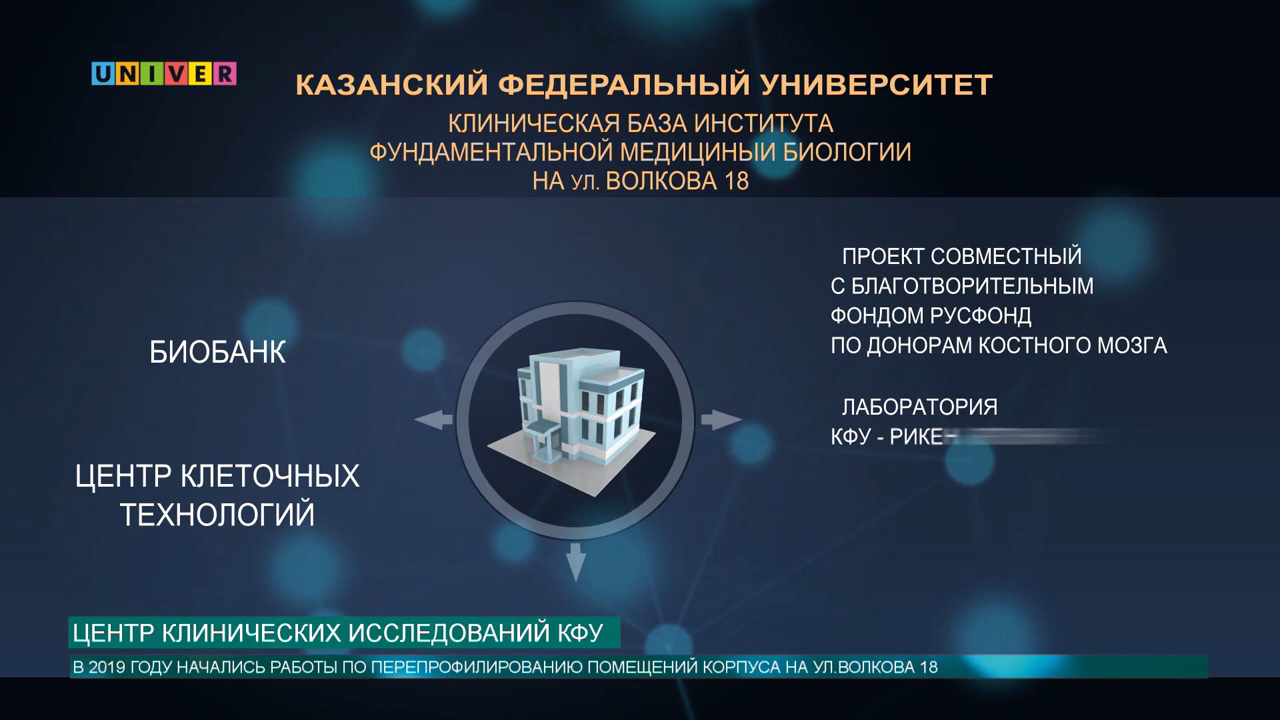 UNIVER
КАЗАНСКИЙ ФЕДЕРАЛЬНЫЙ УНИВЕРСИТЕТ
КЛИНИЧЕСКАЯ БАЗА ИНСТИТУТА
ФУНДАМЕНТАЛЬНОЙ МЕДИЦИНЫИ БИОЛОГИИ
НА УЛ. ВОЛКОВА 18
БИОБАНК
ЦЕНТР КЛЕТОЧНЫХ
ТЕХНОЛОГИЙ
ПРОЕКТ СОВМЕСТНЫЙ
С БЛАГОТВОРИТЕЛЬНЫМ
ФОНДОМ РУСФОНД
ПО ДОНОРАМ КОСТНОГО МОЗГА
ЛАБОРАТОРИЯ
КФУ - РИКЕ
ЦЕНТР КЛИНИЧЕСКИХ ИССЛЕДОВАНИЙ КФУ
В 2019 ГОДУ НАЧАЛИСЬ РАБОТЫ ПО ПЕРЕПРОФИЛИРОВАНИЮ ПОМЕЩЕНИЙ КОРПУСА НА УЛ.ВОЛКОВА 18